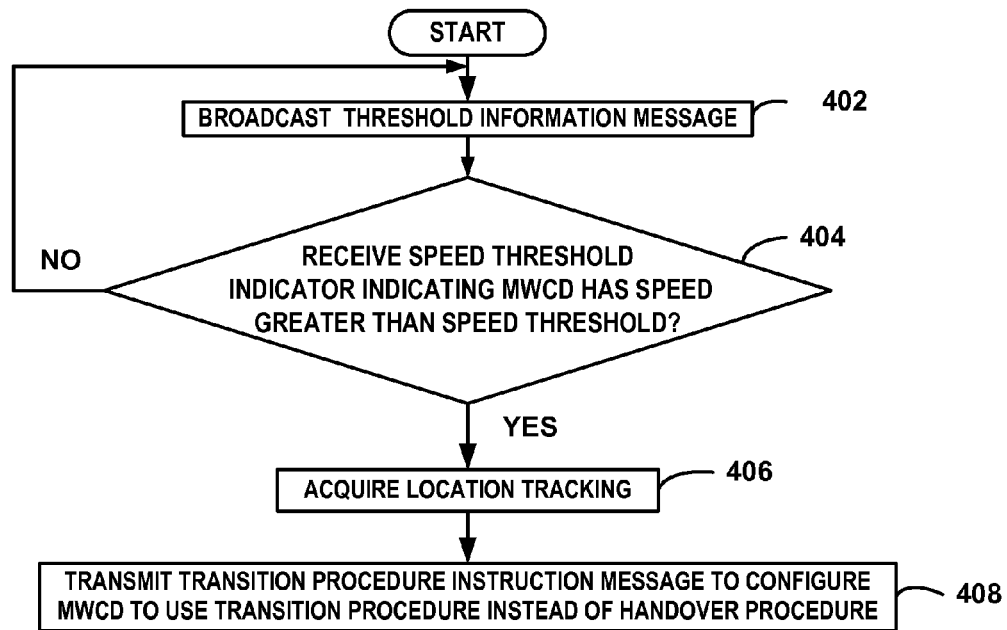 START
BROADCAST THRESHOLD INFORMATION MESSAGE
402
RECEIVE SPEED THRESHOLD
INDICATOR INDICATING MWCD HAS SPEED
GREATER THAN SPEED THRESHOLD?
404
NO
YES
ACQUIRE LOCATION TRACKING
406
TRANSMIT TRANSITION PROCEDURE INSTRUCTION MESSAGE TO CONFIGURE
MWCD TO USE TRANSITION PROCEDURE INSTEAD OF HANDOVER PROCEDURE
408